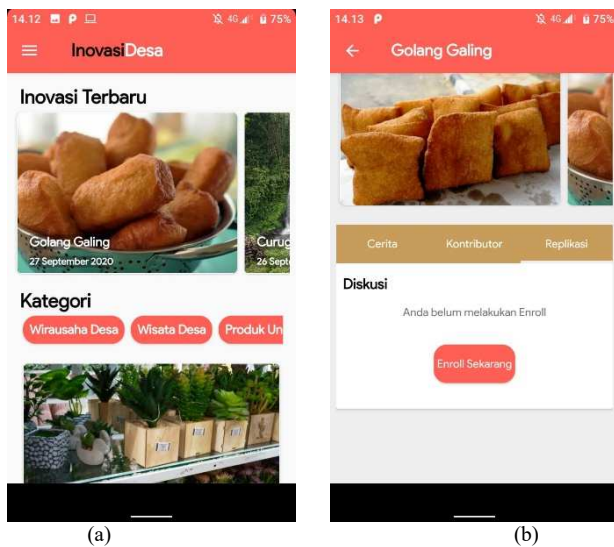 14.12 4G 75%
InovasiDesa
Inovasi Terbaru
Golang Galing
27 September 2020
Curug
26 Sept
Kategori
Wirausaha Desa Wisata Desa Produk Un
(a)
14.13 4G 75%
Golang Galing
Cerita Kontributor Replikasi
Diskusi
Anda belum melakukan Enroll
Enroll Sekarang
(b)